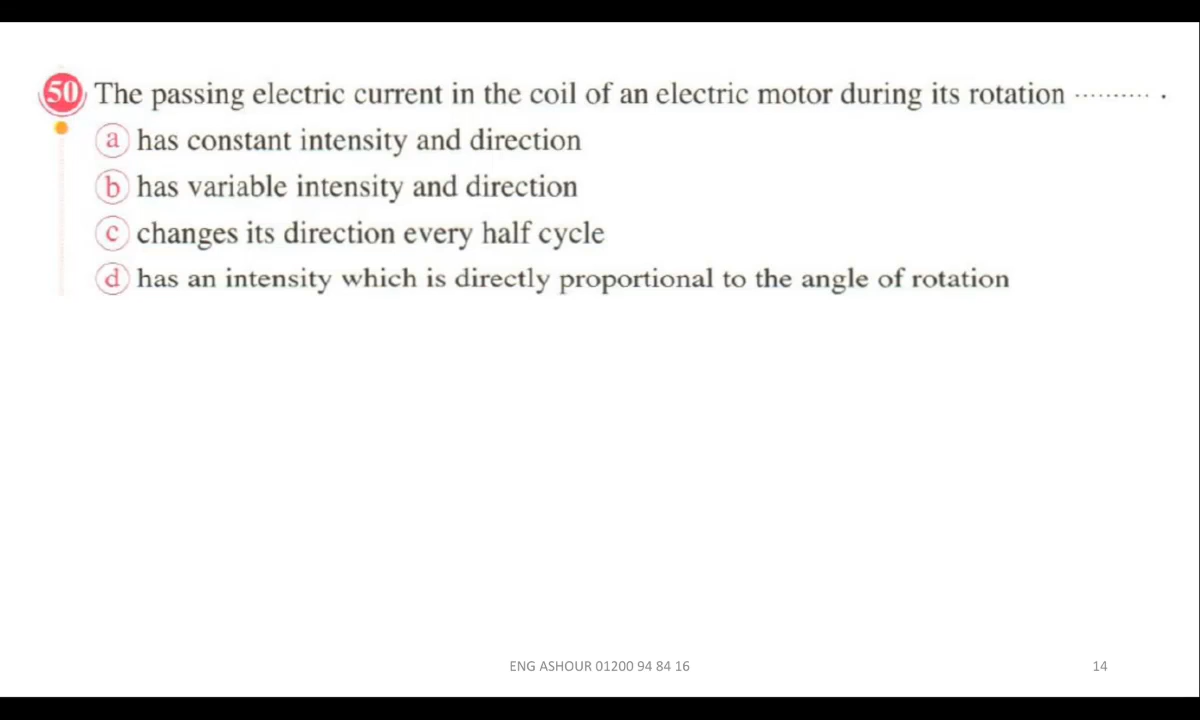 50 The passing electric current in the coil of an electric motor during its rotation .......... .
a has constant intensity and direction
b has variable intensity and direction
c changes its direction every half cycle
d has an intensity which is directly proportional to the angle of rotation
ENG ASHOUR 01200 94 84 16
14